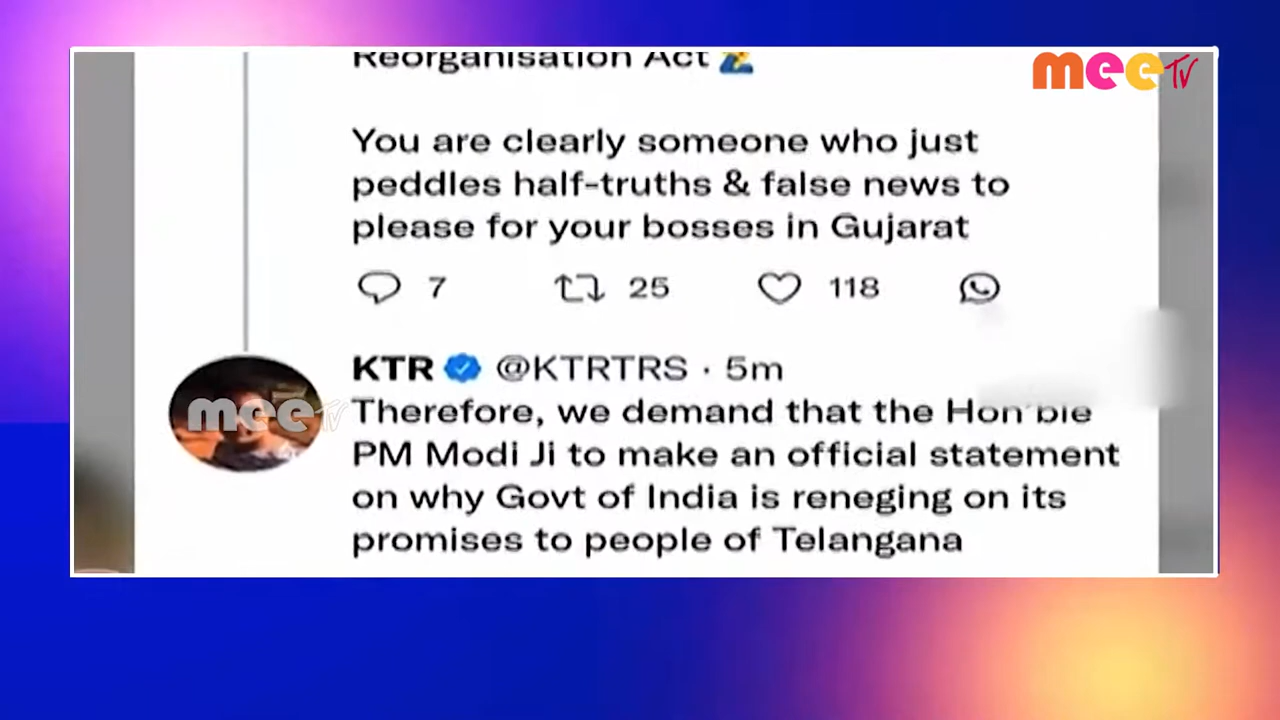 Reorganisation Act
meeTV
You are clearly someone who just
peddles half-truths & false news to
please for your bosses in Gujarat
7 25 118
KTR @KTRTRS · 5m
meeTV
Therefore, we demand that the Hon'ble
PM Modi Ji to make an official statement
on why Govt of India is reneging on its
promises to people of Telangana